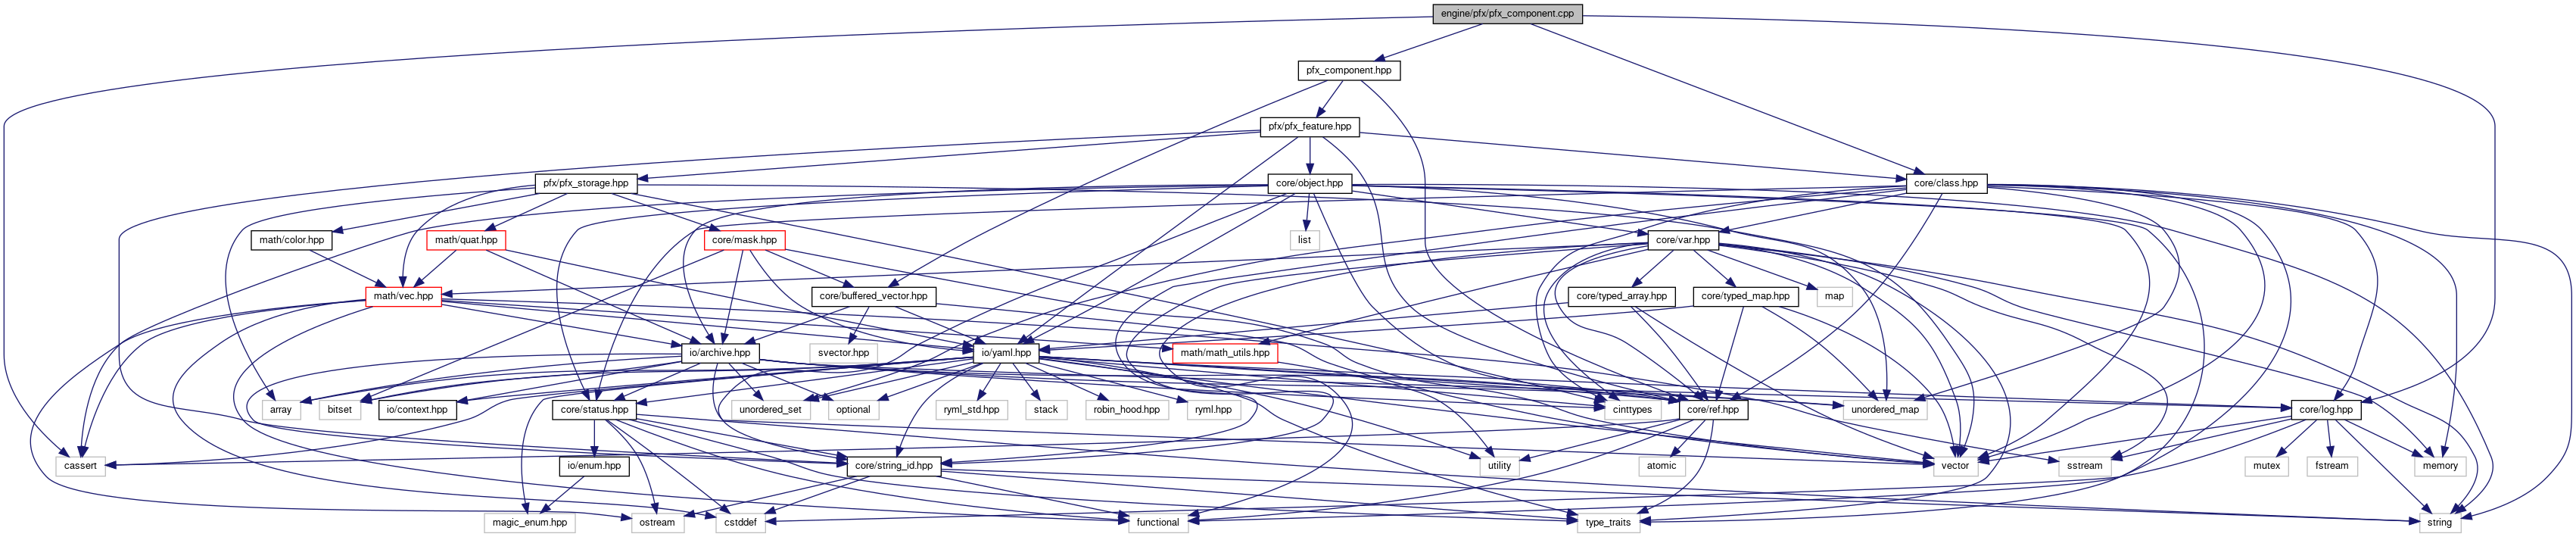 engine/pfx/pfx_component.cpp
pfx_component.hpp
pfx/pfx_feature.hpp
pfx/pfx_storage.hpp
core/object.hpp
core/class.hpp
math/color.hpp
math/quat.hpp
core/mask.hpp
list
core/var.hpp
math/vec.hpp
core/buffered_vector.hpp
core/typed_array.hpp
core/typed_map.hpp
map
io/archive.hpp
svector.hpp
io/yaml.hpp
math/math_utils.hpp
array
bitset
io/context.hpp
core/status.hpp
unordered_set
optional
ryml_std.hpp
stack
robin_hood.hpp
ryml.hpp
cinttypes
core/ref.hpp
unordered_map
core/log.hpp
cassert
io/enum.hpp
core/string_id.hpp
utility
atomic
vector
sstream
mutex
fstream
memory
magic_enum.hpp
ostream
cstddef
functional
type_traits
string